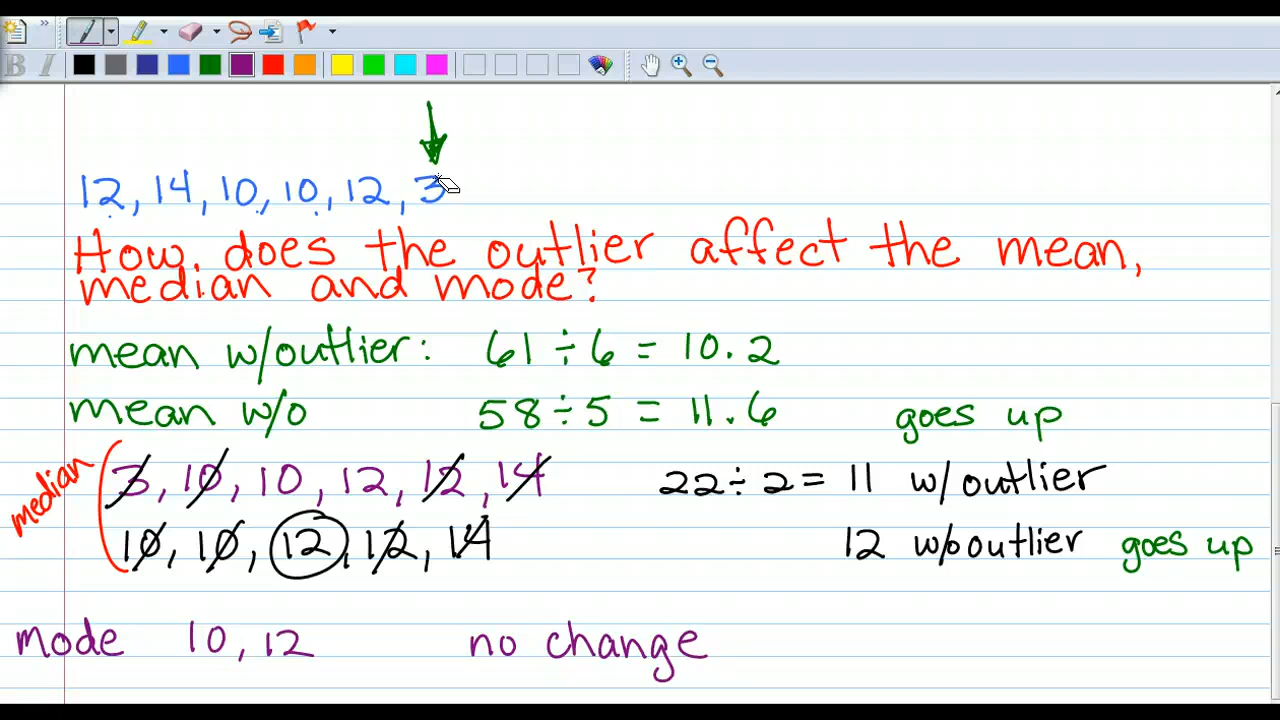 B I
12, 14, 10, 10, 12, 3
How does the outlier affect the mean,
median and mode?
mean w/outlier: 61 ÷ 6 = 10.2
mean w/o 58 ÷ 5 = 11.6 goes up
median
3, 10, 10, 12, 12, 14 22 ÷ 2 = 11 w/outlier
10, 10, 12, 12, 14 12 w/o outlier goes up
mode 10, 12 no change